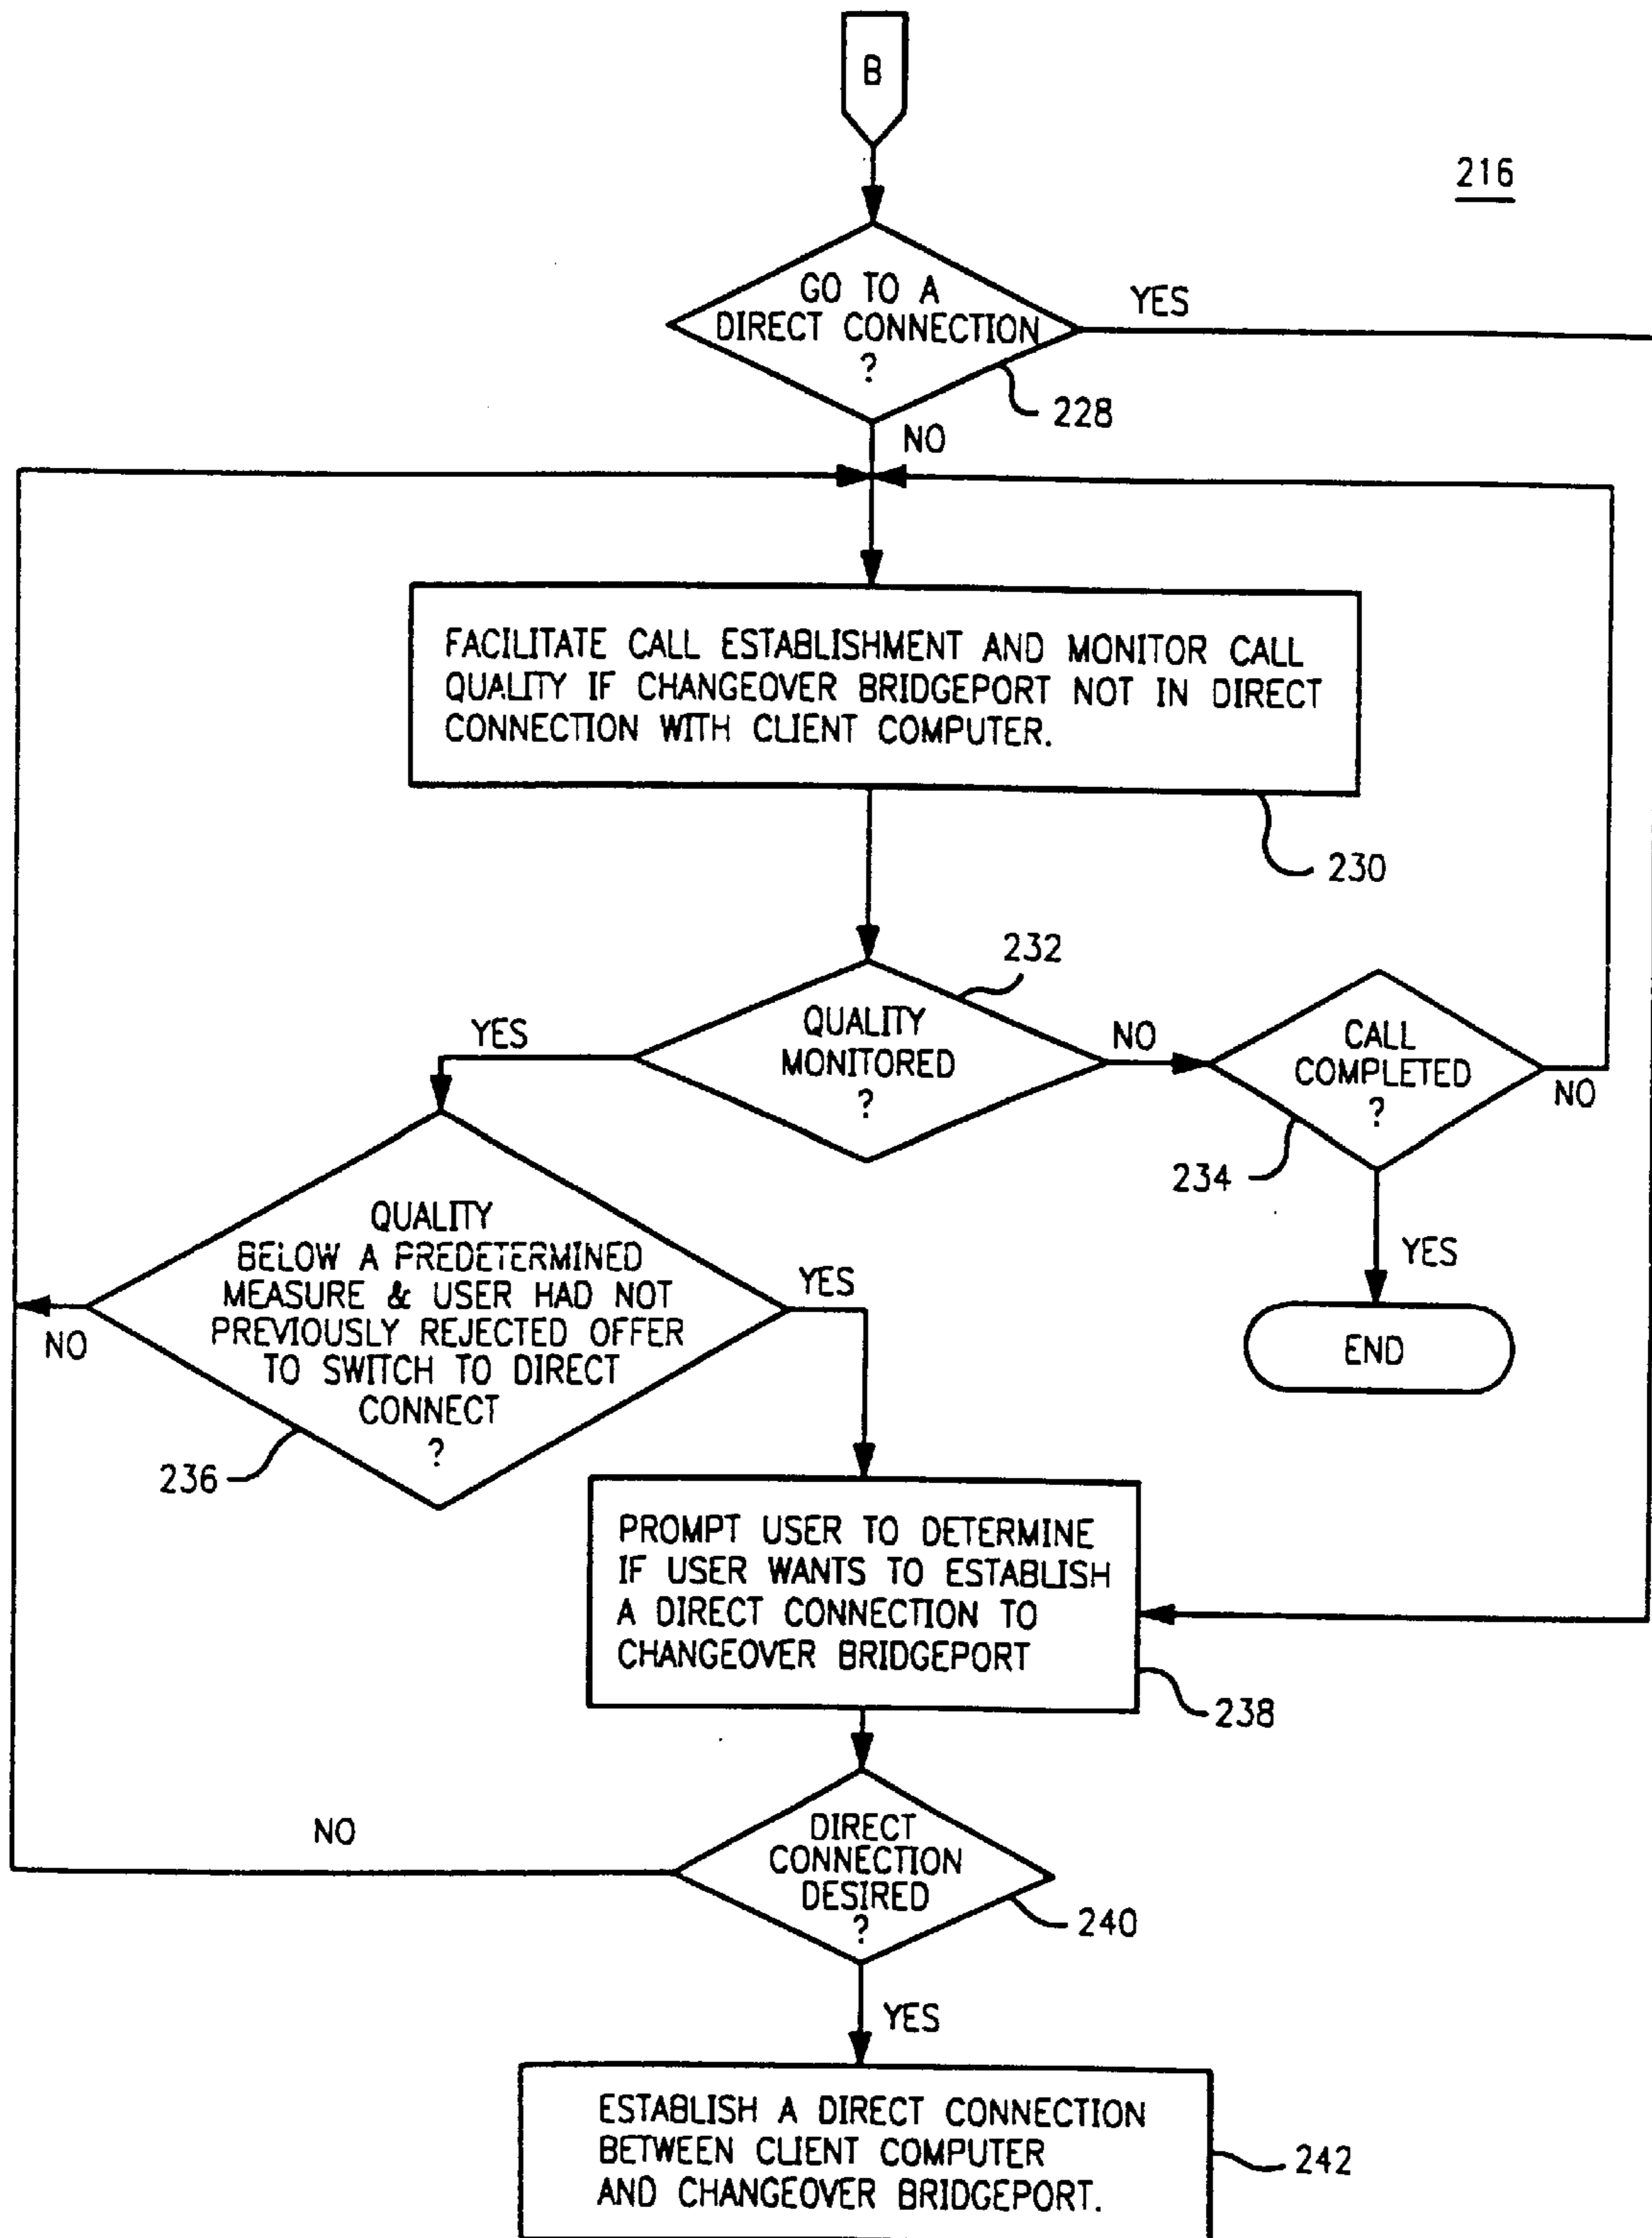 B
216
GO TO A
DIRECT CONNECTION
?
YES
228
NO
FACILITATE CALL ESTABLISHMENT AND MONITOR CALL
QUALITY IF CHANGEOVER BRIDGEPORT NOT IN DIRECT
CONNECTION WITH CLIENT COMPUTER.
230
232
QUALITY
MONITORED
?
YES
NO
CALL
COMPLETED
?
NO
234
YES
END
QUALITY
BELOW A PREDETERMINED
MEASURE & USER HAD NOT
PREVIOUSLY REJECTED OFFER
TO SWITCH TO DIRECT
CONNECT
?
NO
YES
236
PROMPT USER TO DETERMINE
IF USER WANTS TO ESTABLISH
A DIRECT CONNECTION TO
CHANGEOVER BRIDGEPORT
238
DIRECT
CONNECTION
DESIRED
?
NO
240
YES
ESTABLISH A DIRECT CONNECTION
BETWEEN CLIENT COMPUTER
AND CHANGEOVER BRIDGEPORT.
242